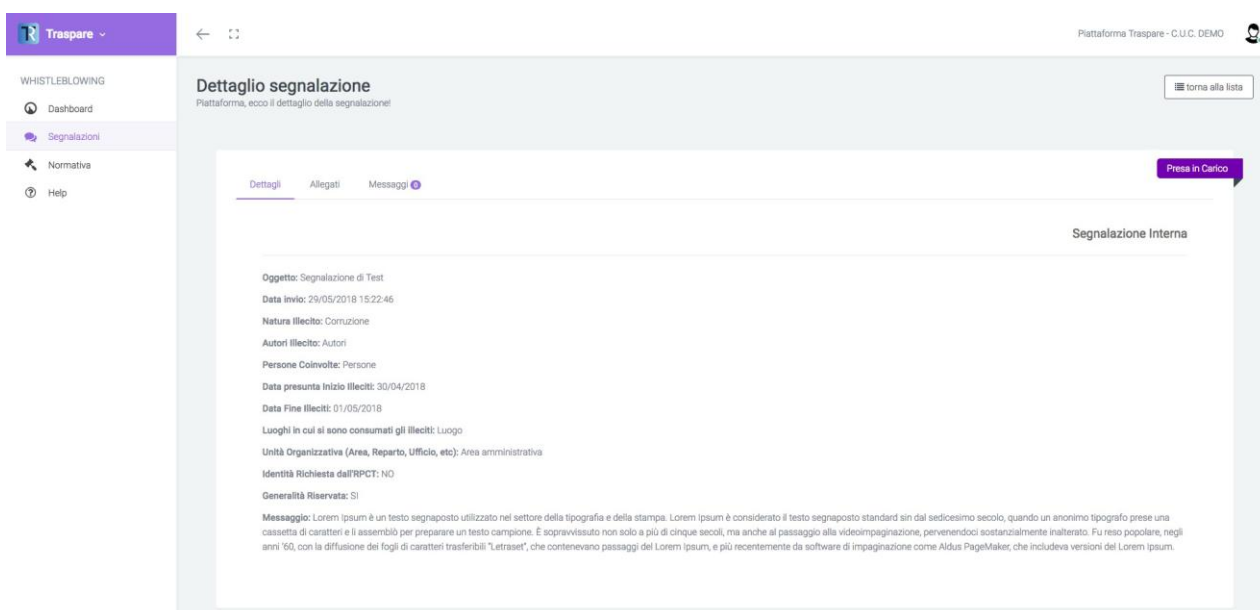 Traspare
Piattaforma Traspare - C.U.C. DEMO
WHISTLEBLOWING
Dashboard
Segnalazioni
Normativa
Help
Dettaglio segnalazione
Piattaforma, ecco il dettaglio della segnalazione!
torna alla lista
Presa in Carico
Dettagli Allegati Messaggi 0
Segnalazione Interna
Oggetto: Segnalazione di Test
Data invio: 29/05/2018 15:22:46
Natura Illecito: Corruzione
Autori Illecito: Autori
Persone Coinvolte: Persone
Data presunta Inizio Illeciti: 30/04/2018
Data Fine Illeciti: 01/05/2018
Luoghi in cui si sono consumati gli illeciti: Luogo
Unità Organizzativa (Area, Reparto, Ufficio, etc): Area amministrativa
Identità Richiesta dall'RPCT: NO
Generalità Riservata: SI
Messaggio: Lorem Ipsum è un testo segnaposto utilizzato nel settore della tipografia e della stampa. Lorem Ipsum è considerato il testo segnaposto standard sin dal sedicesimo secolo, quando un anonimo tipografo prese una
cassetta di caratteri e li assemblò per preparare un testo campione. È sopravvissuto non solo a più di cinque secoli, ma anche al passaggio alla videoimpaginazione, pervenendoci sostanzialmente inalterato. Fu reso popolare, negli
anni '60, con la diffusione dei fogli di caratteri trasferibili "Letraset", che contenevano passaggi del Lorem Ipsum, e più recentemente da software di impaginazione come Aldus PageMaker, che includeva versioni del Lorem Ipsum.